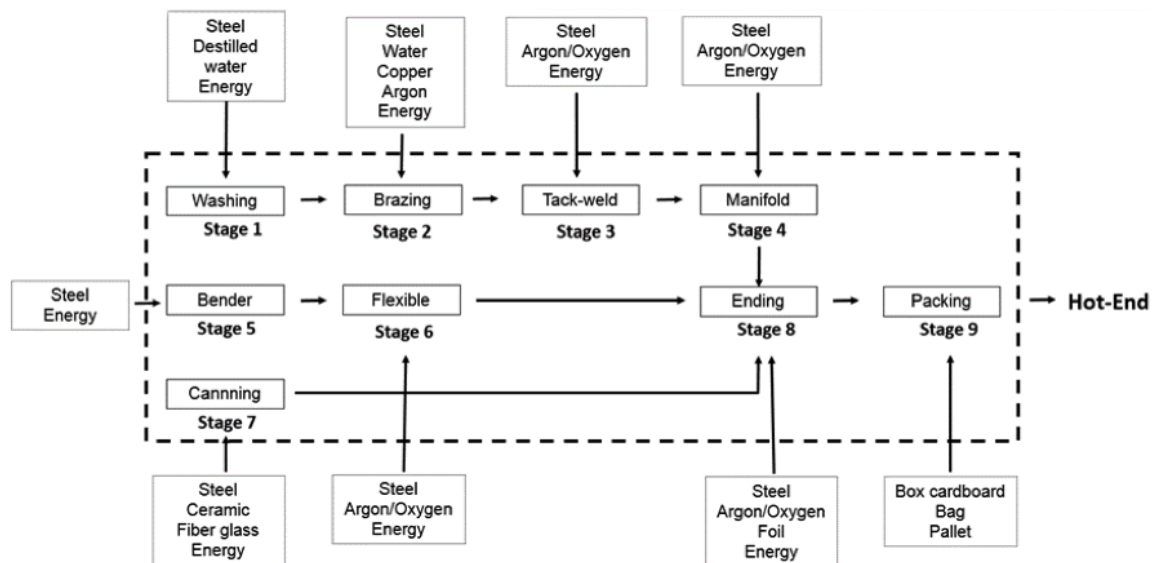 Steel
Destilled
water
Energy
Steel
Water
Copper
Argon
Energy
Steel
Argon/Oxygen
Energy
Steel
Argon/Oxygen
Energy
Washing
Stage 1
Brazing
Stage 2
Tack-weld
Stage 3
Manifold
Stage 4
Steel
Energy
Bender
Stage 5
Flexible
Stage 6
Ending
Stage 8
Packing
Stage 9
Hot-End
Cannning
Stage 7
Steel
Ceramic
Fiber glass
Energy
Steel
Argon/Oxygen
Energy
Steel
Argon/Oxygen
Foil
Energy
Box cardboard
Bag
Pallet